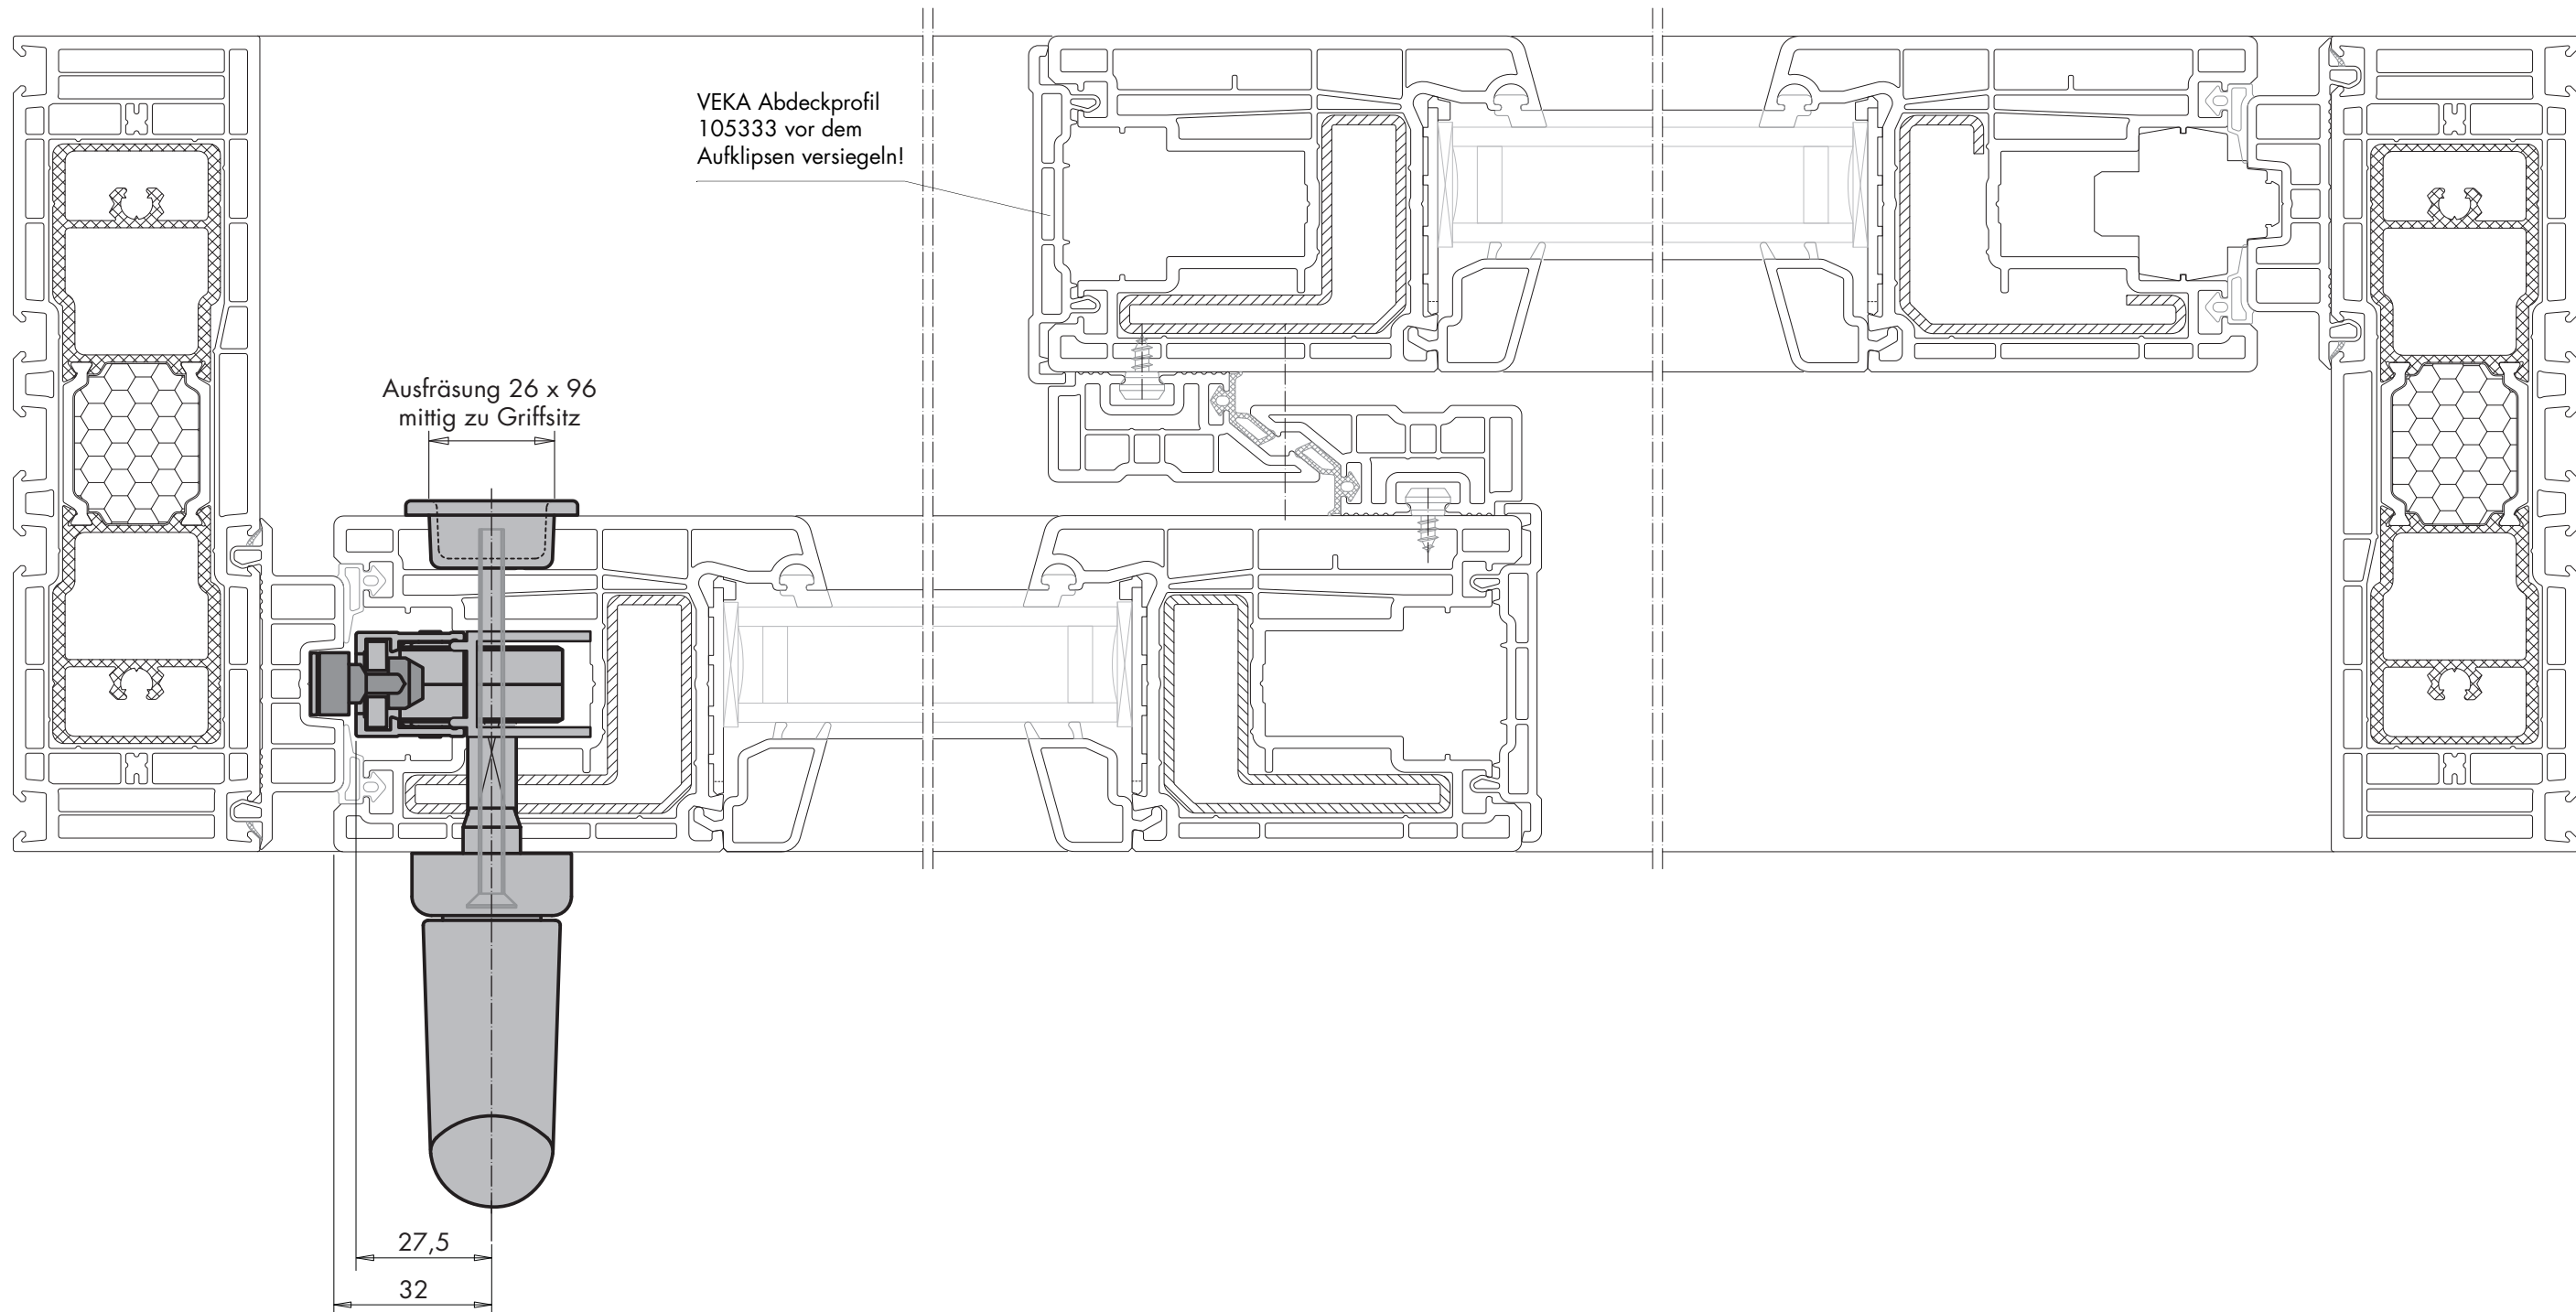 VEKA Abdeckprofil
105333 vor dem
Aufklipsen versiegeln!
Ausfräsung 26 x 96
mittig zu Griffsitz
27,5
32